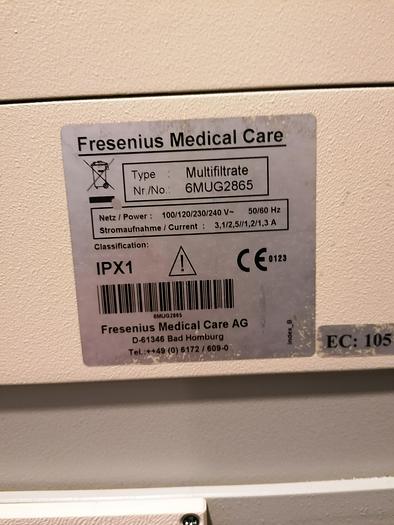 Fresenius Medical Care
Type : Multifiltrate
Nr./No.: 6MUG2865
Netz / Power : 100/120/230/240 V~ 50/60 Hz
Stromaufnahme / Current : 3,1/2,5//1,2/1,3 A
Classification:
IPX1
CE 0123
6MUG2865
Fresenius Medical Care AG
D-61346 Bad Homburg
Tel.:++49 (0) 6172 / 609-0
index_B
EC: 105